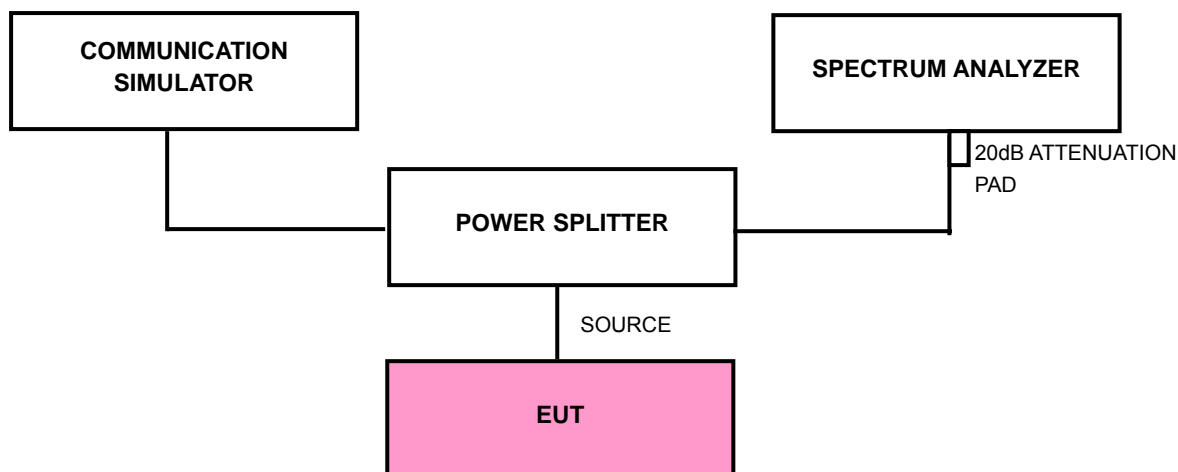 COMMUNICATION
SIMULATOR
SPECTRUM ANALYZER
20dB ATTENUATION
PAD
POWER SPLITTER
SOURCE
EUT